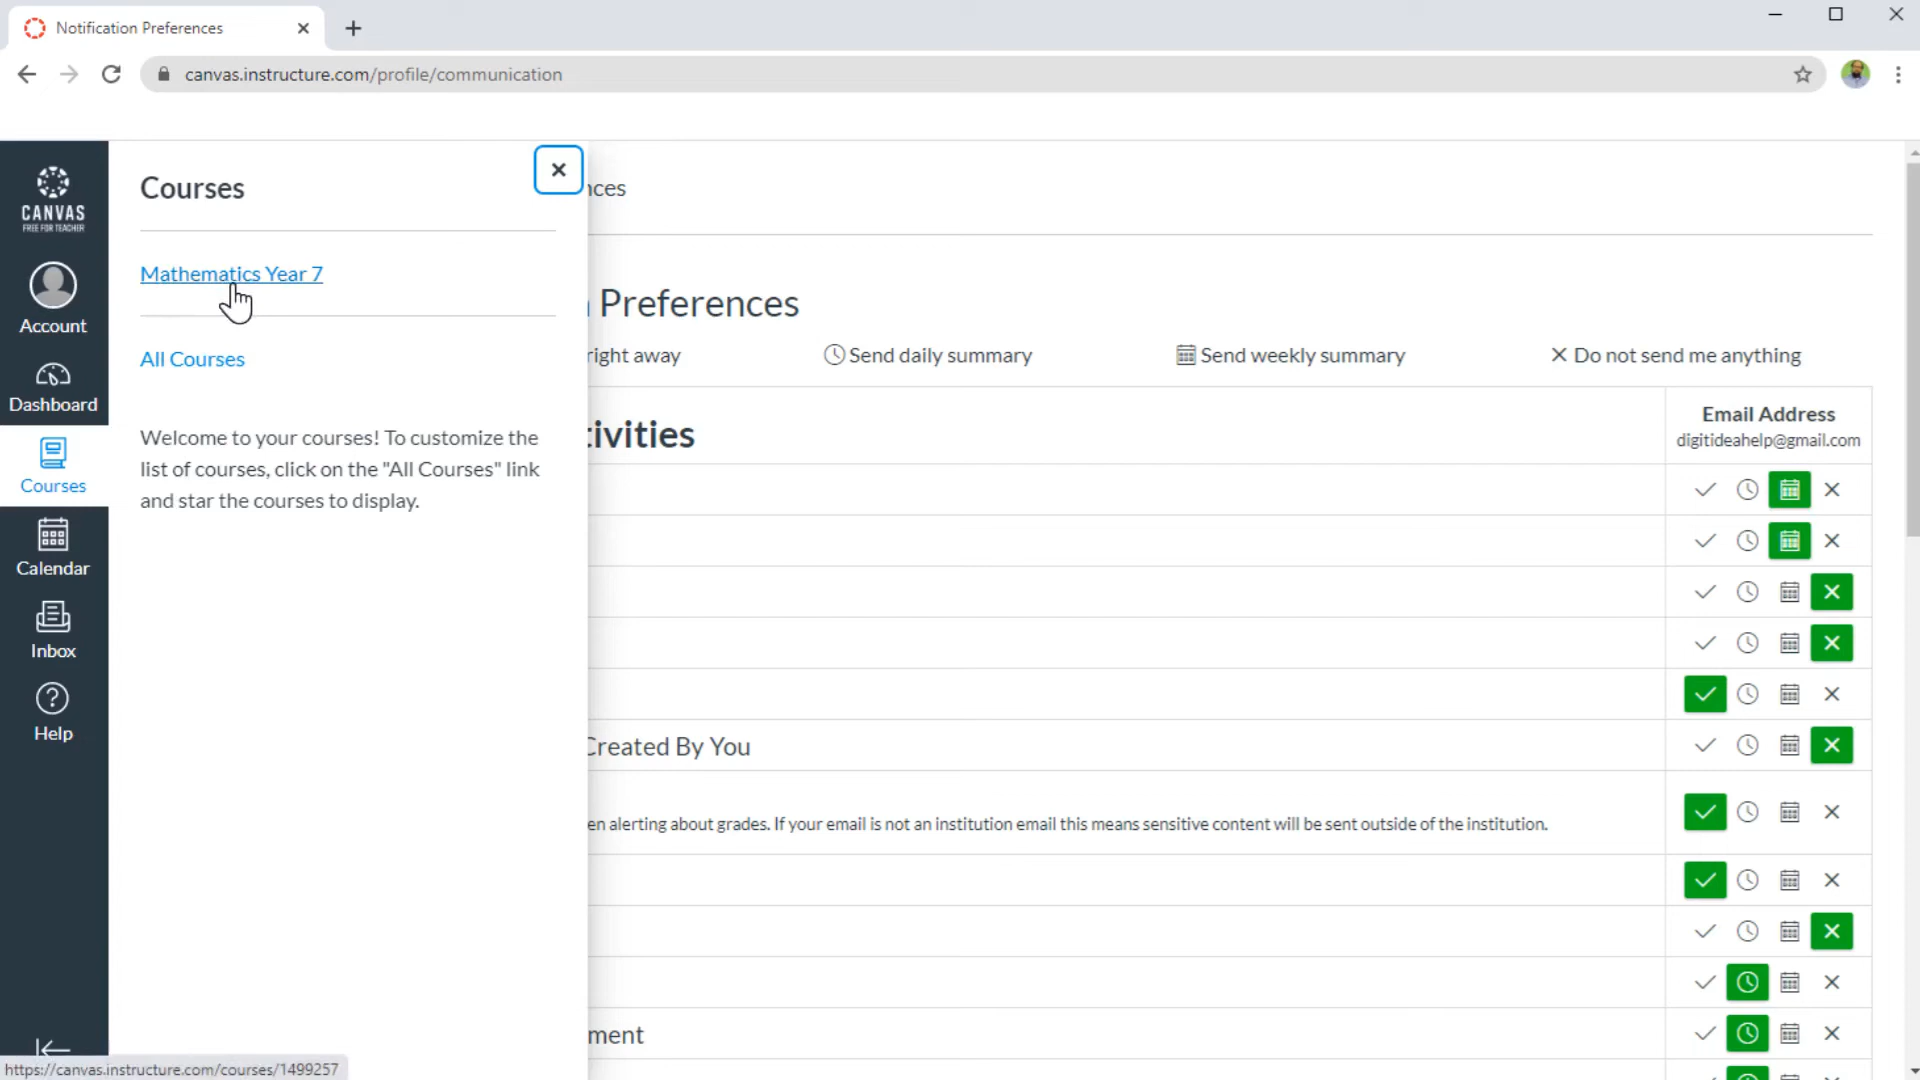 Notification Preferences
canvas.instructure.com/profile/communication
CANVAS
FREE FOR TEACHER
Account
Dashboard
Courses
Calendar
Inbox
Help
Courses
Mathematics Year 7
All Courses
Welcome to your courses! To customize the
list of courses, click on the "All Courses" link
and star the courses to display.
nces
Preferences
right away
Send daily summary
Send weekly summary
Do not send me anything
tivities
Email Address
digitideahelp@gmail.com
Created By You
en alerting about grades. If your email is not an institution email this means sensitive content will be sent outside of the institution.
ment
https://canvas.instructure.com/courses/1499257